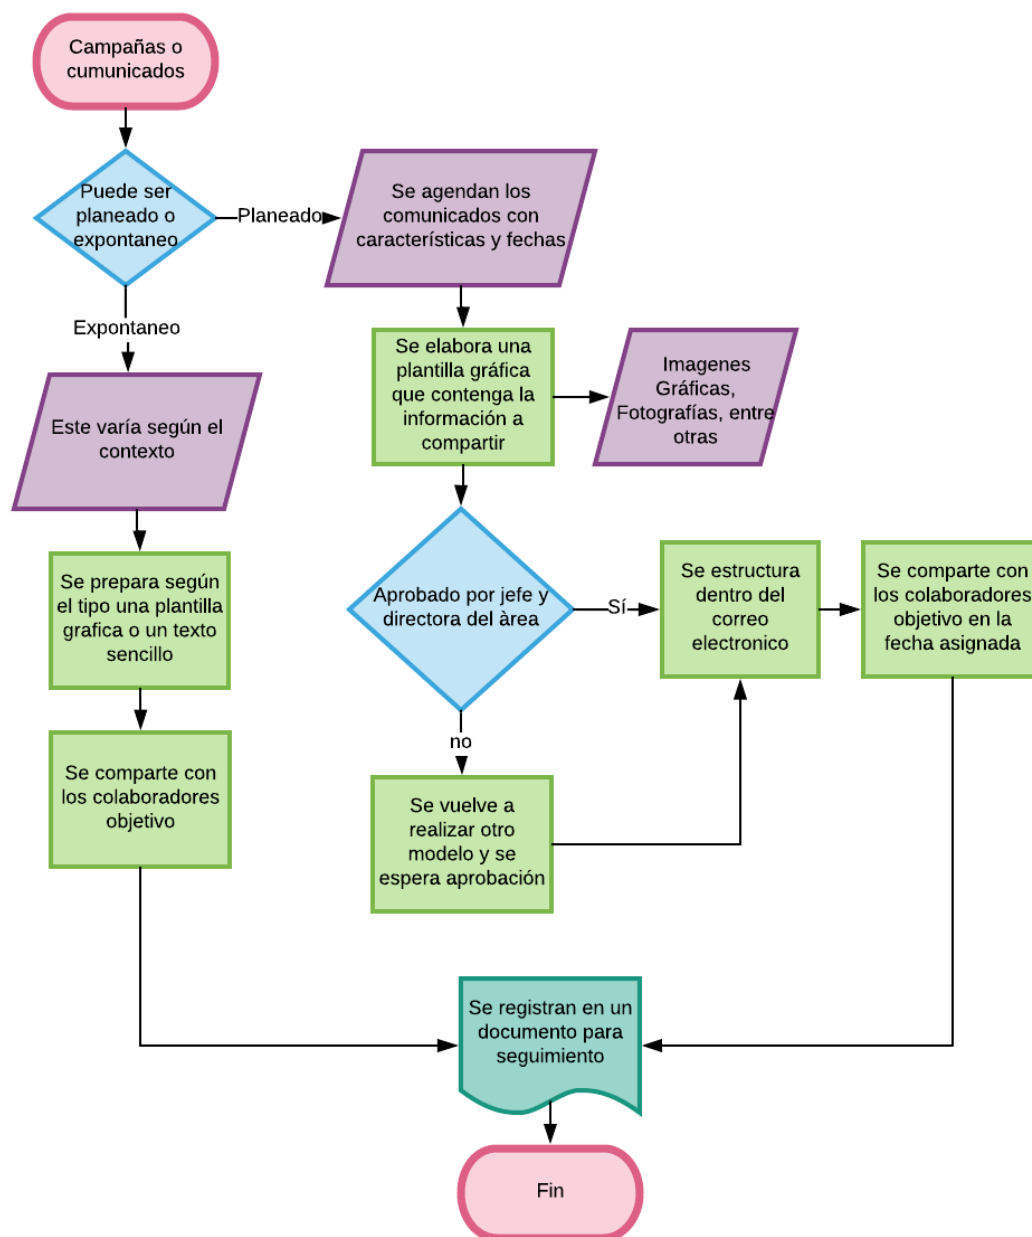 Campañas o
cumunicados
Puede ser
planeado o
expontaneo
Planeado
Se agendan los
comunicados con
características y fechas
Expontaneo
Se elabora una
plantilla gráfica
que contenga la
información a
compartir
Imagenes
Gráficas,
Fotografías, entre
otras
Este varía según el
contexto
Se prepara según
el tipo una plantilla
grafica o un texto
sencillo
Aprobado por jefe y
directora del àrea
Sí
Se estructura
dentro del
correo
electronico
Se comparte con
los colaboradores
objetivo en la
fecha asignada
no
Se comparte con
los colaboradores
objetivo
Se vuelve a
realizar otro
modelo y se
espera aprobación
Se registran en un
documento para
seguimiento
Fin